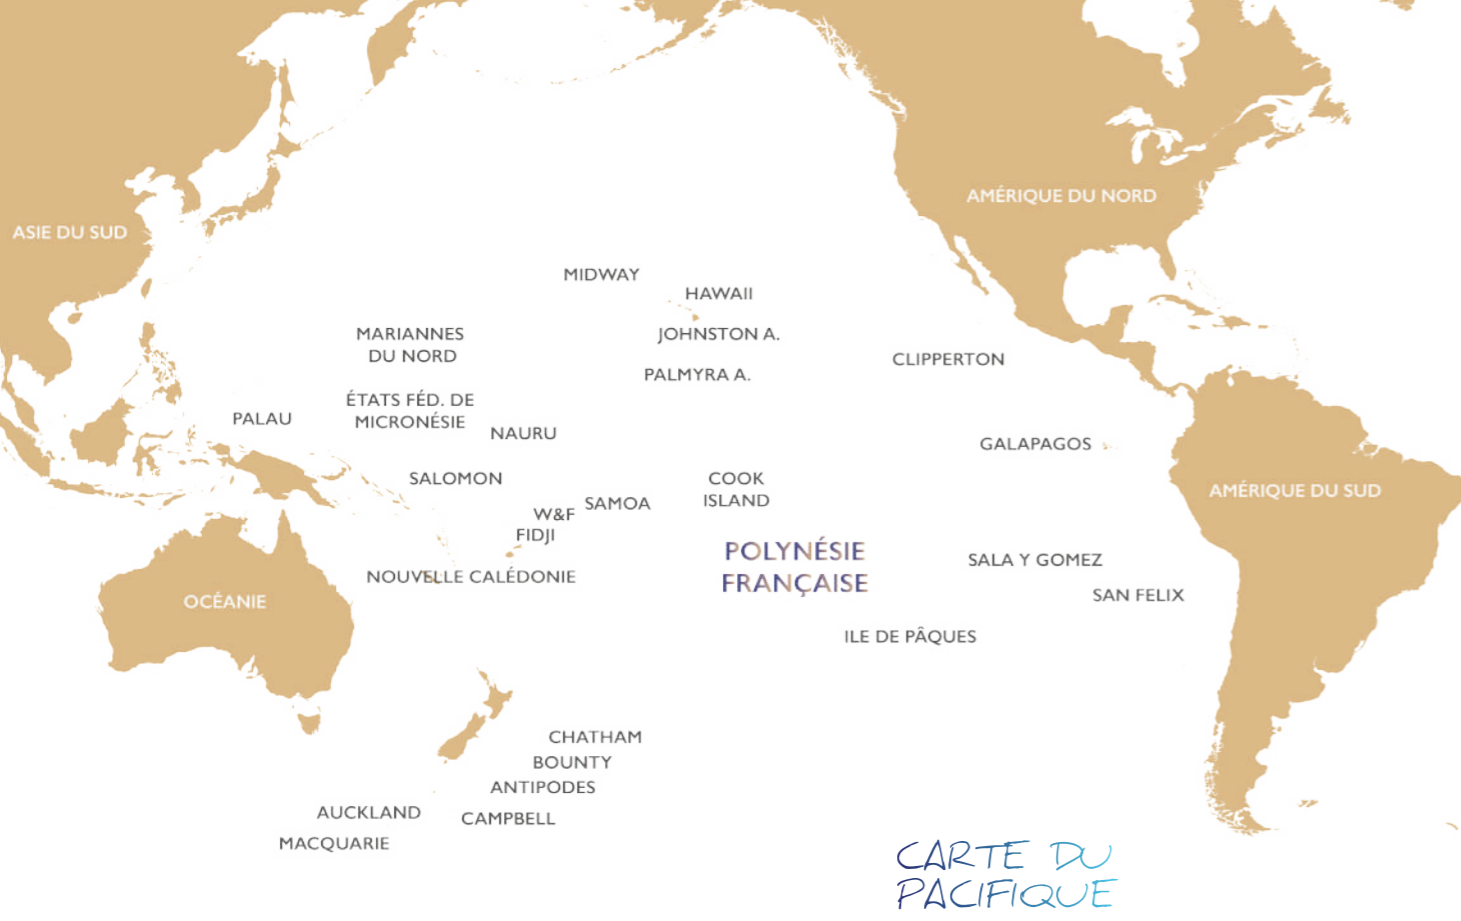 AMÉRIQUE DU NORD
ASIE DU SUD
MIDWAY
HAWAII
MARIANNES
DU NORD
JOHNSTON A.
CLIPPERTON
PALMYRA A.
ÉTATS FÉD. DE
MICRONÉSIE
PALAU
NAURU
GALAPAGOS
SALOMON
COOK
ISLAND
AMÉRIQUE DU SUD
SAMOA
W&F
FIDJI
POLYNÉSIE
FRANÇAISE
SALA Y GOMEZ
NOUVELLE CALÉDONIE
SAN FELIX
OCÉANIE
ILE DE PÂQUES
CHATHAM
BOUNTY
ANTIPODES
AUCKLAND
CAMPBELL
MACQUARIE
CARTE DU
PACIFIQUE